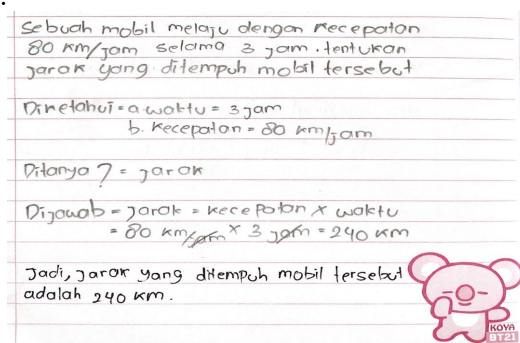 Sebuah mobil melaju dengan kecepatan
80 km/jam selama 3 jam. tentukan
jarak yang ditempuh mobil tersebut
Diketahui = a. waktu = 3 jam
b. kecepatan = 80 km/jam
Ditanya ? = jarak
Dijawab = jarak = kecepatan x waktu
= 80 km/jam x 3 jam = 240 km
Jadi, jarak yang ditempuh mobil tersebut
adalah 240 km.
KOYA
BT21